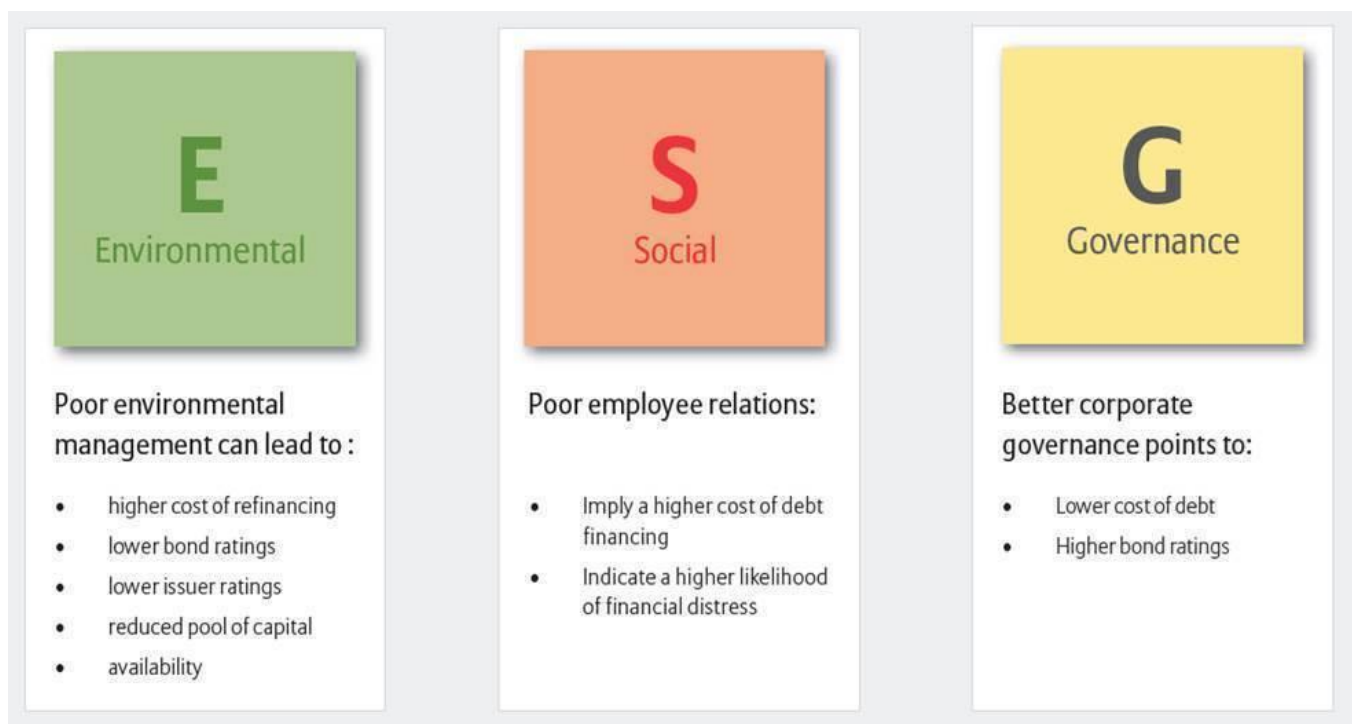 E
Environmental
Poor environmental
management can lead to :
• higher cost of refinancing
• lower bond ratings
• lower issuer ratings
• reduced pool of capital
• availability
S
Social
Poor employee relations:
• Imply a higher cost of debt
financing
• Indicate a higher likelihood
of financial distress
G
Governance
Better corporate
governance points to:
• Lower cost of debt
• Higher bond ratings